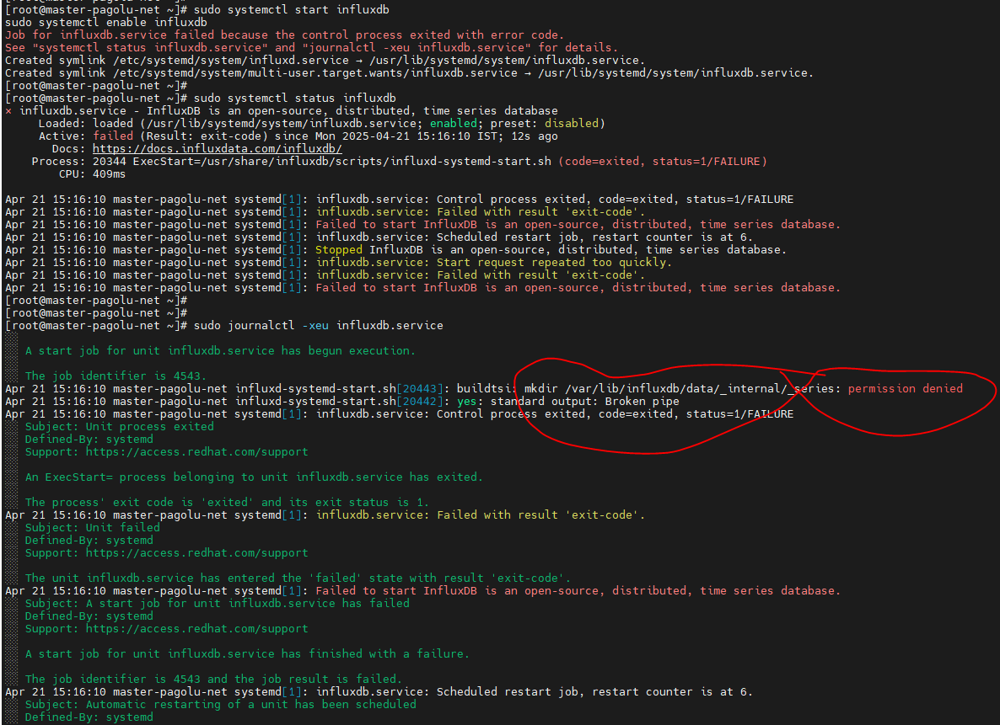 [root@master-pagolu-net ~]#
[root@master-pagolu-net ~]# sudo systemctl start influxdb
sudo systemctl enable influxdb
Job for influxdb.service failed because the control process exited with error code.
See "systemctl status influxdb.service" and "journalctl -xeu influxdb.service" for details.
Created symlink /etc/systemd/system/influxd.service → /usr/lib/systemd/system/influxdb.service.
Created symlink /etc/systemd/system/multi-user.target.wants/influxdb.service → /usr/lib/systemd/system/influxdb.service.
[root@master-pagolu-net ~]#
[root@master-pagolu-net ~]# sudo systemctl status influxdb
× influxdb.service - InfluxDB is an open-source, distributed, time series database
Loaded: loaded (/usr/lib/systemd/system/influxdb.service; enabled; preset: disabled)
Active: failed (Result: exit-code) since Mon 2025-04-21 15:16:10 IST; 12s ago
Docs: https://docs.influxdata.com/influxdb/
Process: 20344 ExecStart=/usr/share/influxdb/scripts/influxd-systemd-start.sh (code=exited, status=1/FAILURE)
CPU: 409ms
Apr 21 15:16:10 master-pagolu-net systemd[1]: influxdb.service: Control process exited, code=exited, status=1/FAILURE
Apr 21 15:16:10 master-pagolu-net systemd[1]: influxdb.service: Failed with result 'exit-code'.
Apr 21 15:16:10 master-pagolu-net systemd[1]: Failed to start InfluxDB is an open-source, distributed, time series database.
Apr 21 15:16:10 master-pagolu-net systemd[1]: influxdb.service: Scheduled restart job, restart counter is at 6.
Apr 21 15:16:10 master-pagolu-net systemd[1]: Stopped InfluxDB is an open-source, distributed, time series database.
Apr 21 15:16:10 master-pagolu-net systemd[1]: influxdb.service: Start request repeated too quickly.
Apr 21 15:16:10 master-pagolu-net systemd[1]: influxdb.service: Failed with result 'exit-code'.
Apr 21 15:16:10 master-pagolu-net systemd[1]: Failed to start InfluxDB is an open-source, distributed, time series database.
[root@master-pagolu-net ~]#
[root@master-pagolu-net ~]#
[root@master-pagolu-net ~]# sudo journalctl -xeu influxdb.service
A start job for unit influxdb.service has begun execution.
The job identifier is 4543.
Apr 21 15:16:10 master-pagolu-net influxd-systemd-start.sh[20443]: buildtsi: mkdir /var/lib/influxdb/data/_internal/_series: permission denied
Apr 21 15:16:10 master-pagolu-net influxd-systemd-start.sh[20442]: yes: standard output: Broken pipe
Apr 21 15:16:10 master-pagolu-net systemd[1]: influxdb.service: Control process exited, code=exited, status=1/FAILURE
Subject: Unit process exited
Defined-By: systemd
Support: https://access.redhat.com/support
An ExecStart= process belonging to unit influxdb.service has exited.
The process' exit code is 'exited' and its exit status is 1.
Apr 21 15:16:10 master-pagolu-net systemd[1]: influxdb.service: Failed with result 'exit-code'.
Subject: Unit failed
Defined-By: systemd
Support: https://access.redhat.com/support
The unit influxdb.service has entered the 'failed' state with result 'exit-code'.
Apr 21 15:16:10 master-pagolu-net systemd[1]: Failed to start InfluxDB is an open-source, distributed, time series database.
Subject: A start job for unit influxdb.service has failed
Defined-By: systemd
Support: https://access.redhat.com/support
A start job for unit influxdb.service has finished with a failure.
The job identifier is 4543 and the job result is failed.
Apr 21 15:16:10 master-pagolu-net systemd[1]: influxdb.service: Scheduled restart job, restart counter is at 6.
Subject: Automatic restarting of a unit has been scheduled
Defined-By: systemd